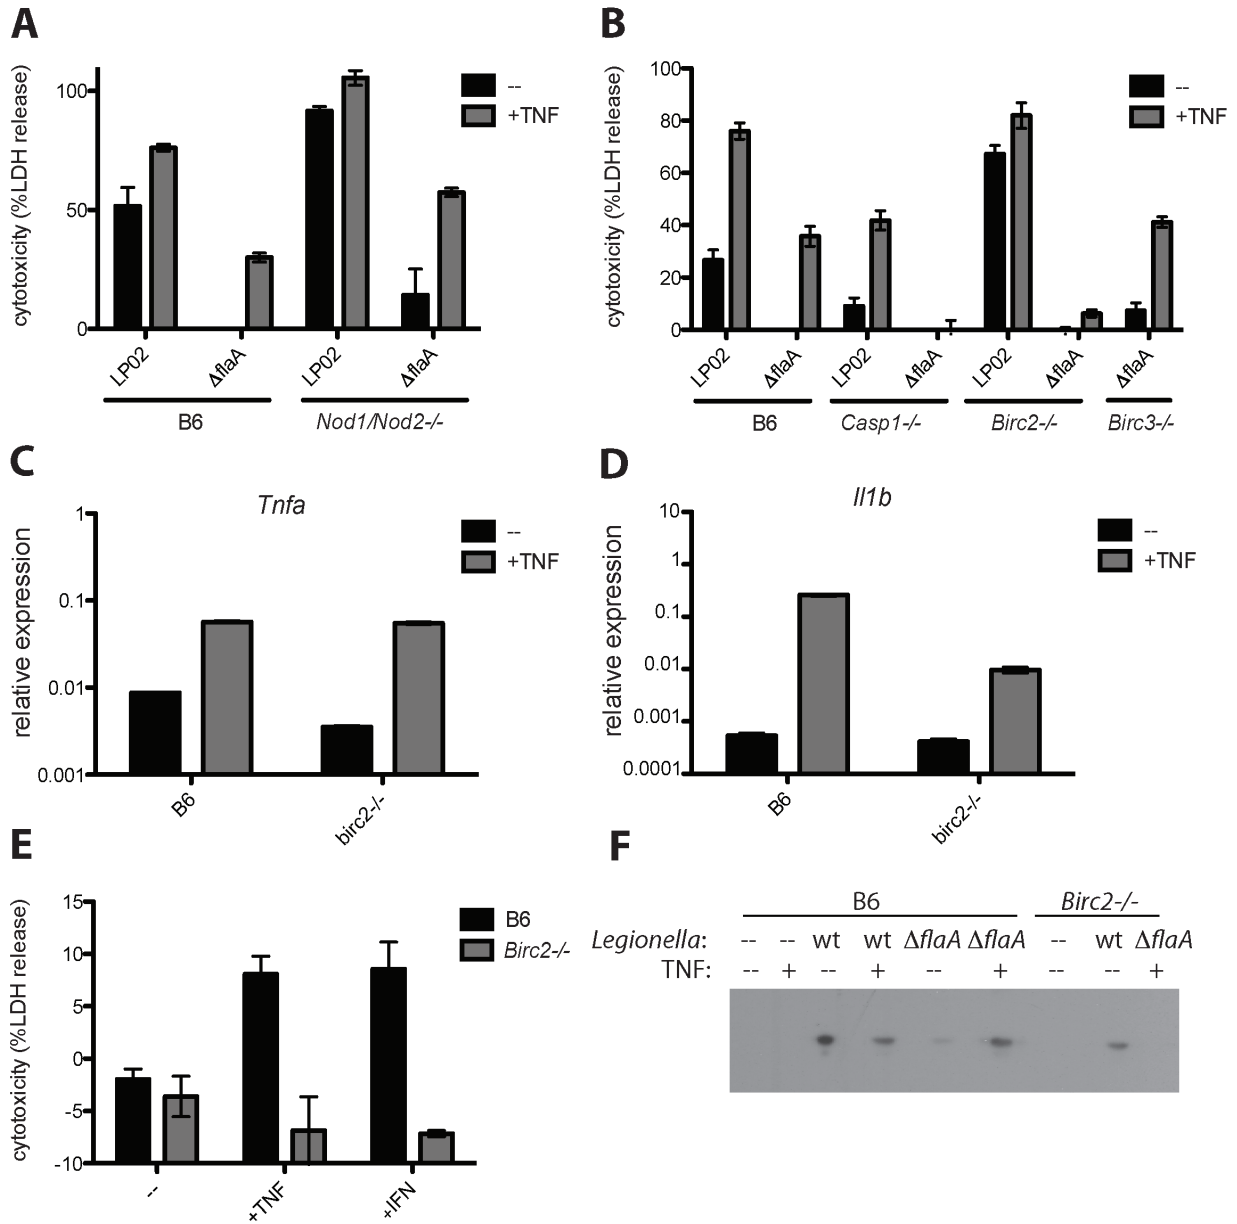 A
cytotoxicity (%LDH release)
100
50
0
--
+TNF
LP02
ΔflaA
LP02
ΔflaA
B6
Nod1/Nod2-/-
B
cytotoxicity (%LDH release)
100
80
60
40
20
0
--
+TNF
LP02
ΔflaA
LP02
ΔflaA
LP02
ΔflaA
ΔflaA
B6
Casp1-/-
Birc2-/-
Birc3-/-
C
Tnfa
relative expression
1
0.1
0.01
0.001
--
+TNF
B6
birc2-/-
D
Il1b
relative expression
10
1
0.1
0.01
0.001
0.0001
--
+TNF
B6
birc2-/-
E
cytotoxicity (%LDH release)
15
10
5
0
-5
-10
B6
Birc2-/-
--
+TNF
+IFN
F
B6 Birc2-/-
Legionella: -- -- wt wt ΔflaA ΔflaA -- wt ΔflaA
TNF: -- + -- + -- + -- -- +